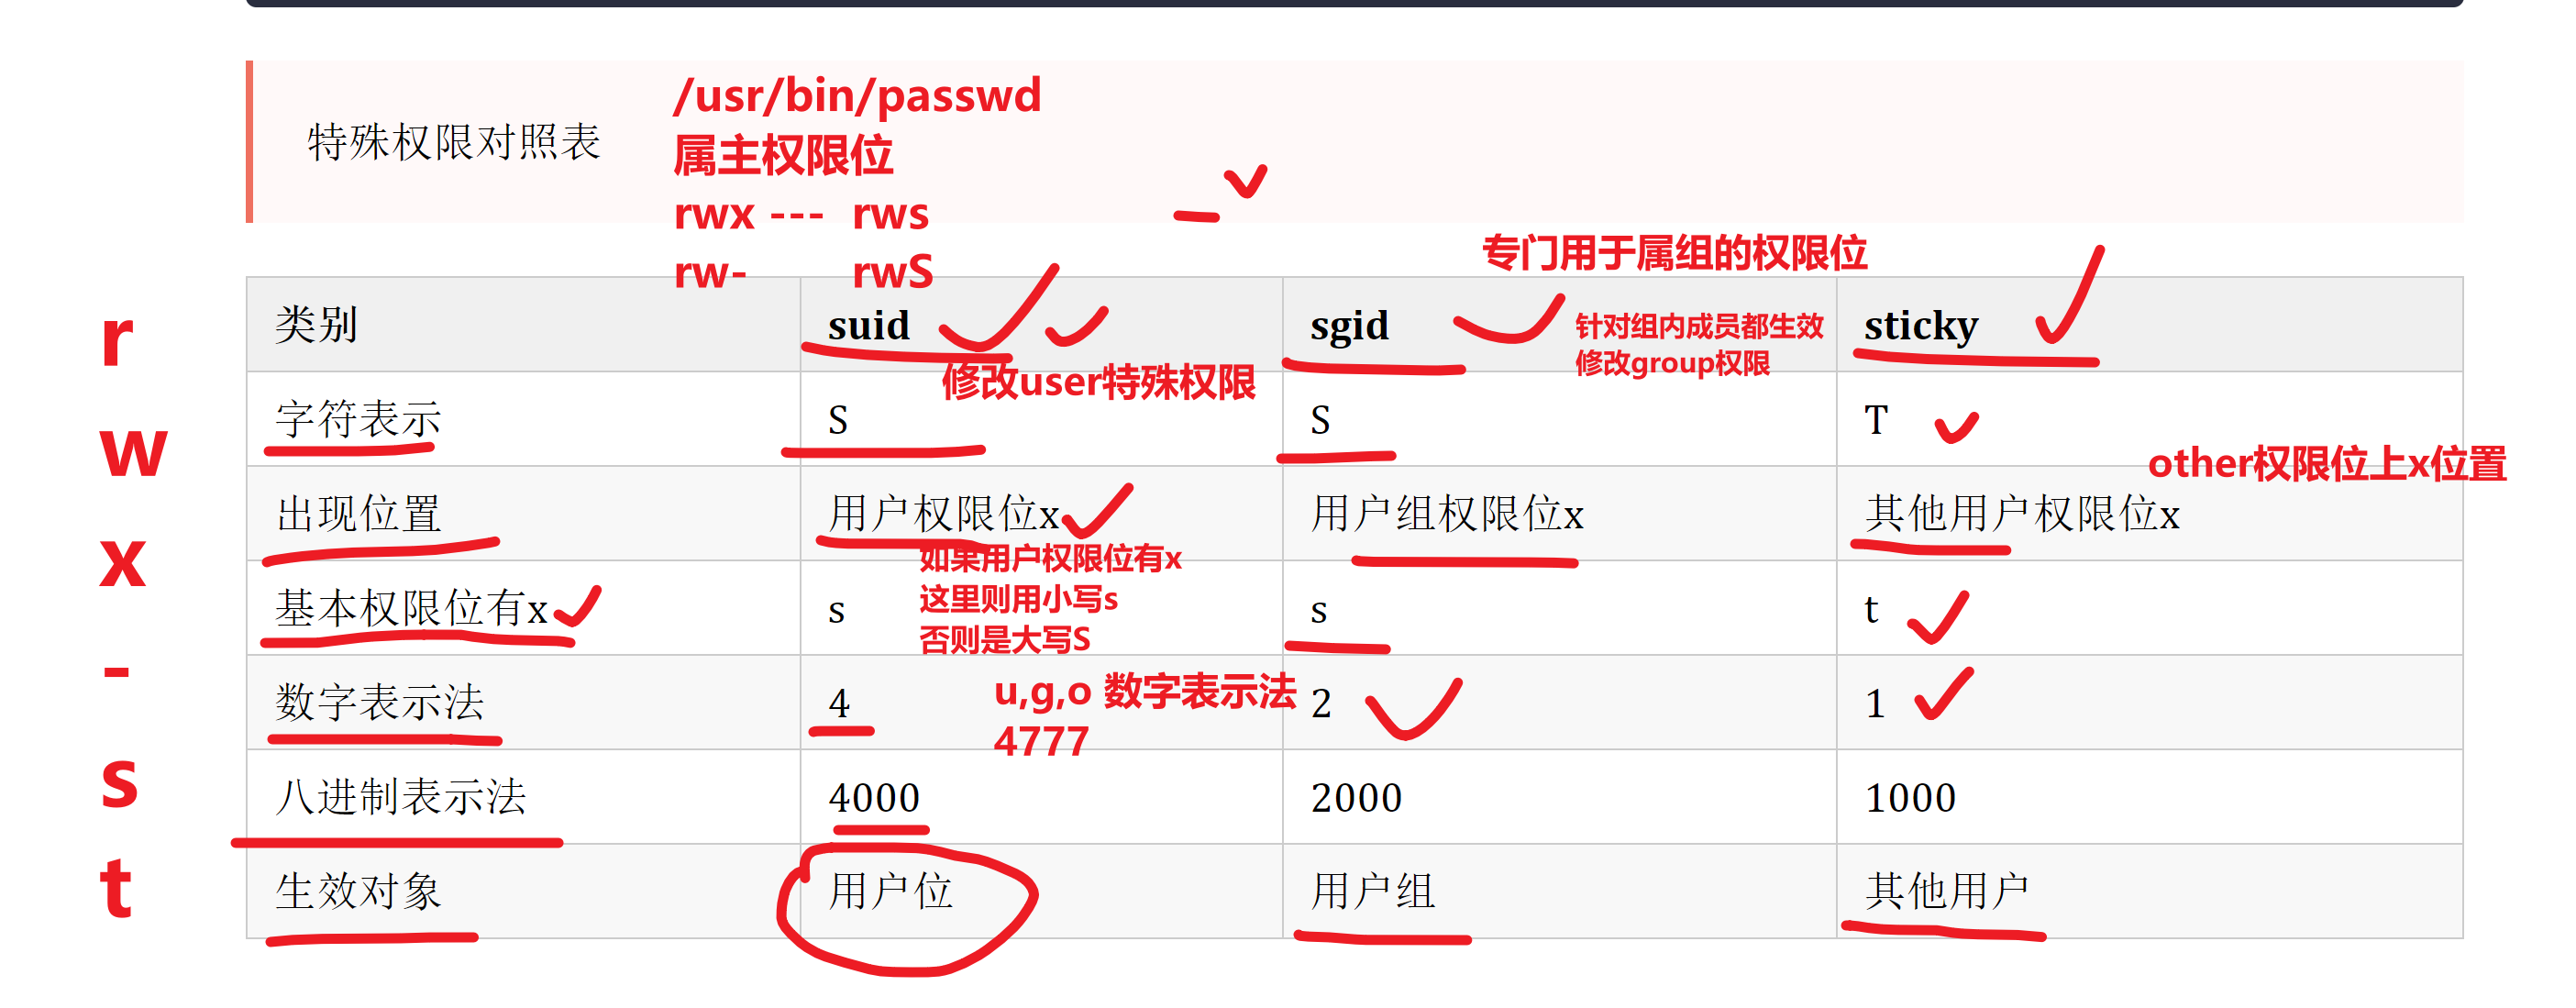 /usr/bin/passwd
特殊权限对照表
属主权限位
rwx --- rws
rw- rwS
专门用于属组的权限位
类别 suid sgid sticky
针对组内成员都生效
修改group权限
修改user特殊权限
字符表示 S S T
other权限位上x位置
出现位置 用户权限位x 用户组权限位x 其他用户权限位x
如果用户权限位有x
这里则用小写s
否则是大写S
基本权限位有x s s t
数字表示法 4 2 1
u,g,o 数字表示法
4777
八进制表示法 4000 2000 1000
生效对象 用户位 用户组 其他用户
r
w
x
-
s
t